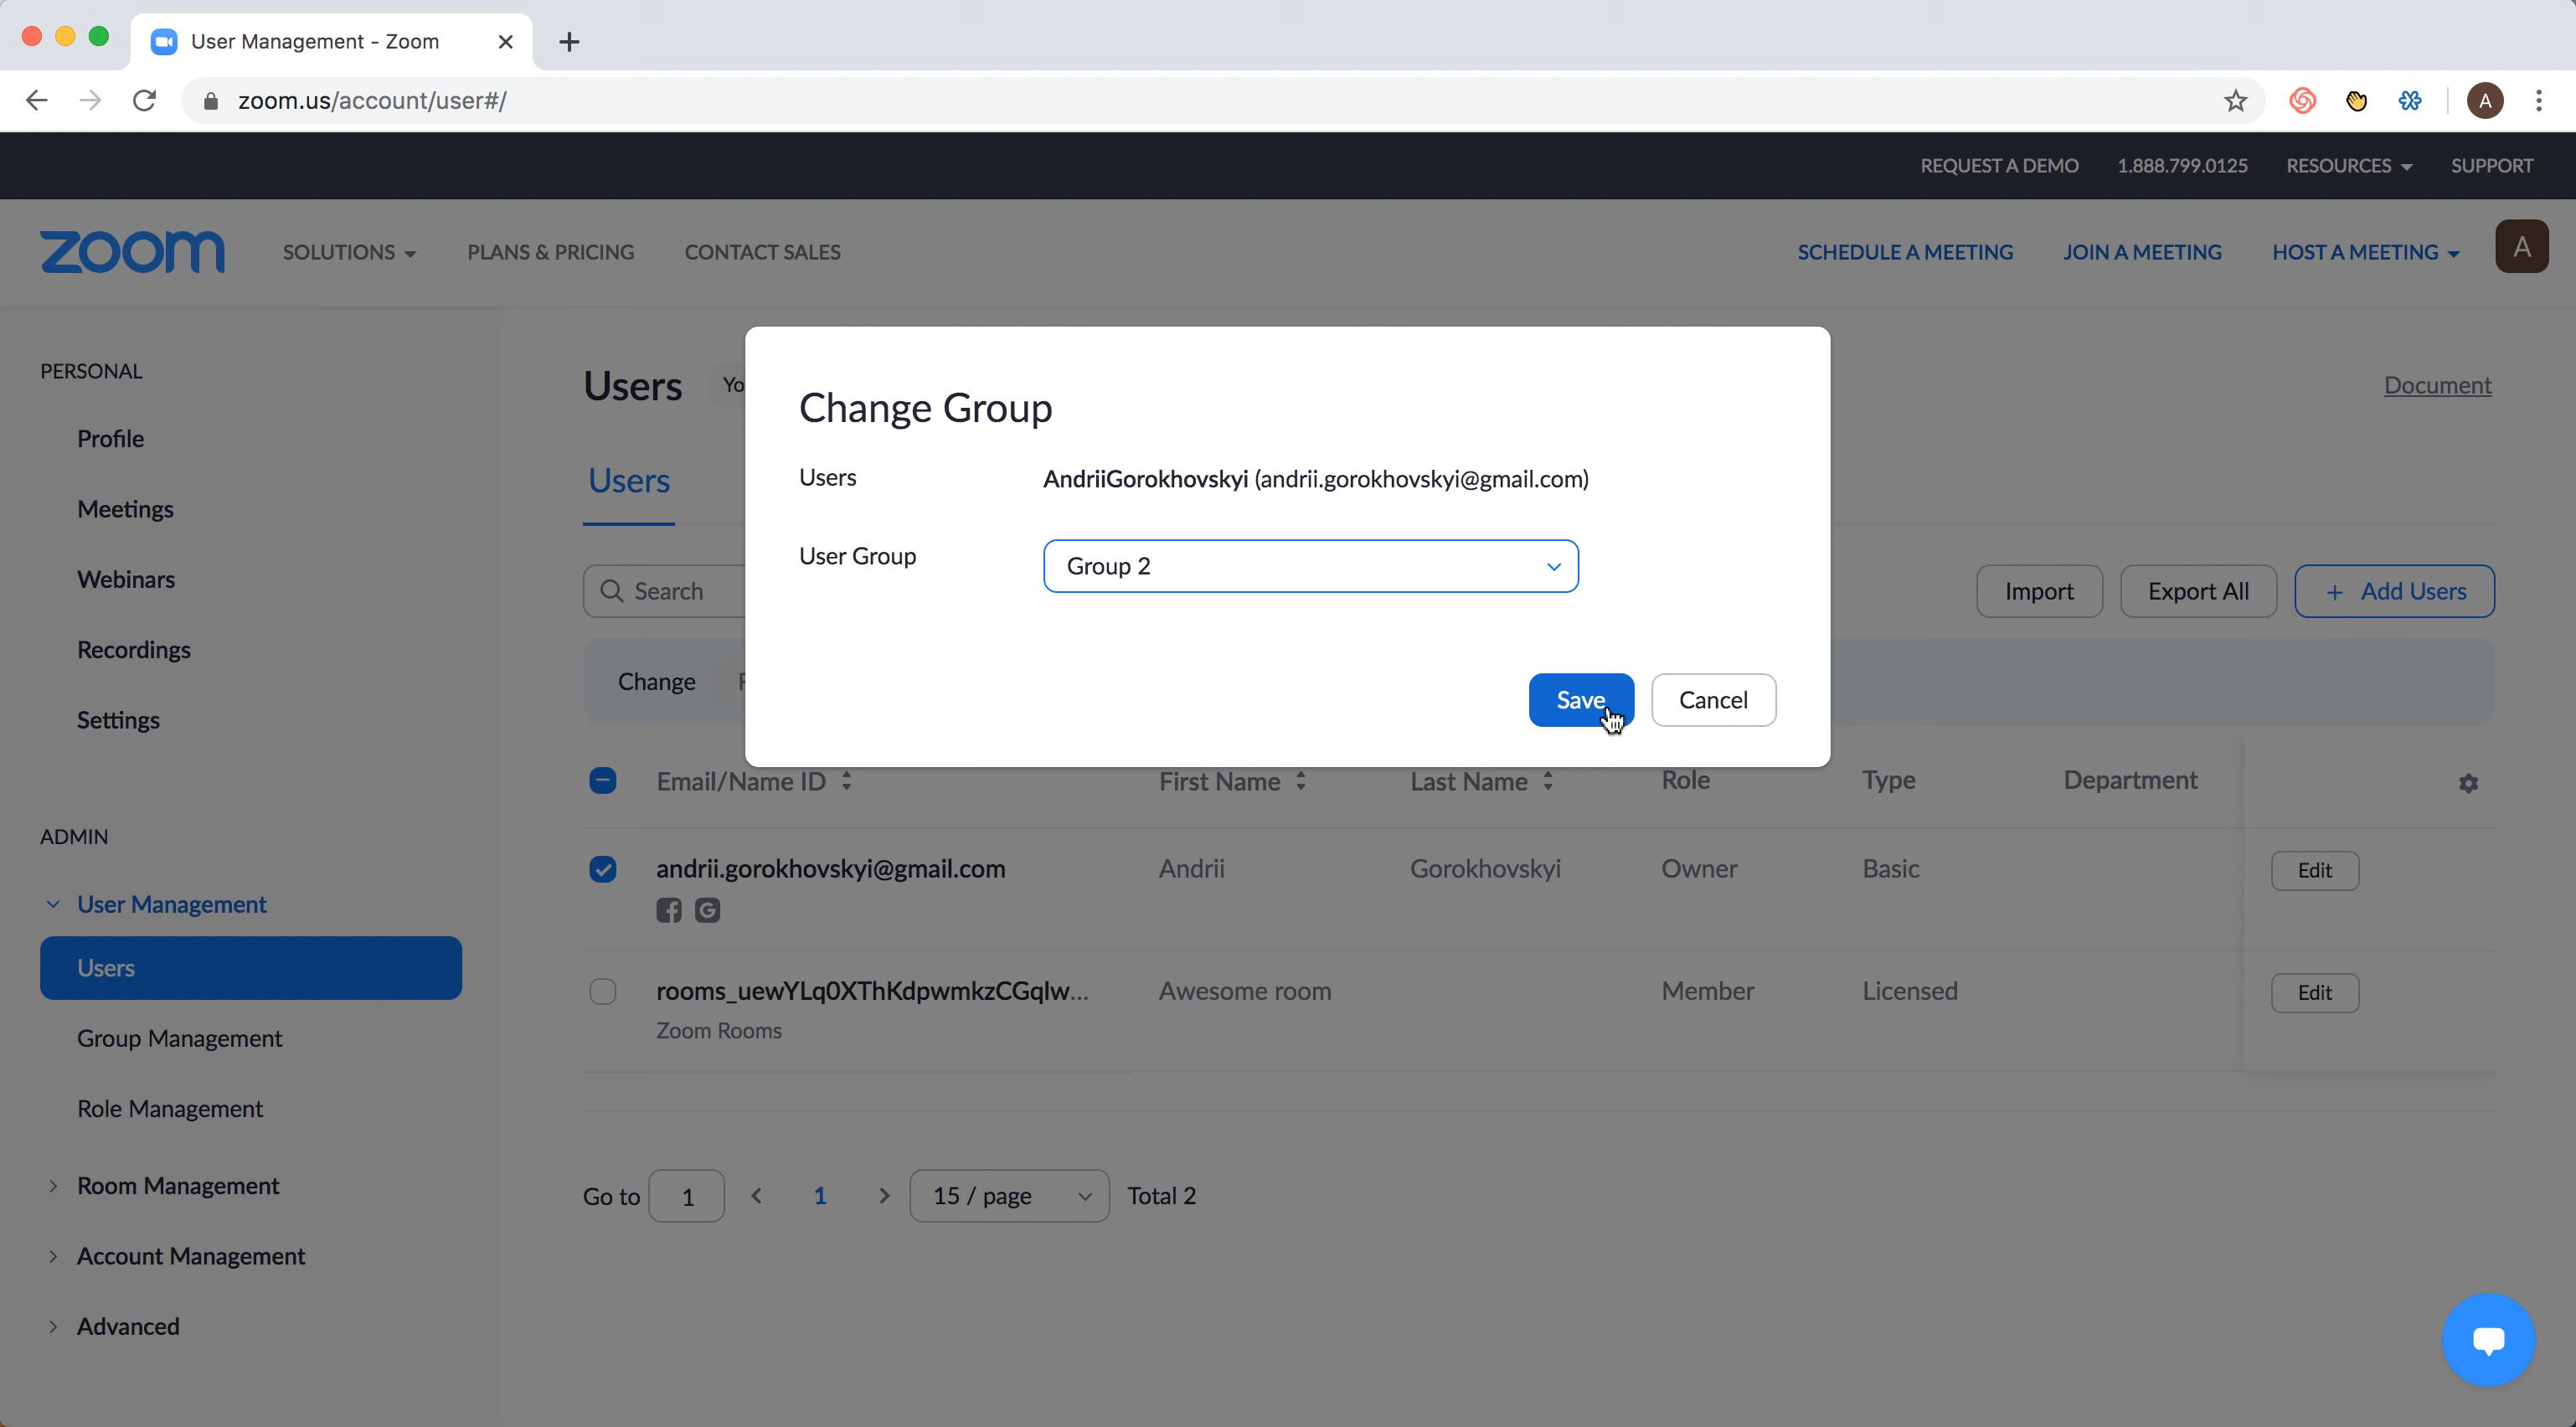 User Management - Zoom
zoom.us/account/user#/
A
REQUEST A DEMO 1.888.799.0125 RESOURCES SUPPORT
zoom SOLUTIONS PLANS & PRICING CONTACT SALES SCHEDULE A MEETING JOIN A MEETING HOST A MEETING A
PERSONAL
Profile
Meetings
Webinars
Recordings
Settings
ADMIN
User Management
Users
Group Management
Role Management
Room Management
Account Management
Advanced
Users Yo Document
Users
Search Import Export All + Add Users
Change
Change Group
Users AndriiGorokhovskyi (andrii.gorokhovskyi@gmail.com)
User Group Group 2
Save Cancel
Email/Name ID First Name Last Name Role Type Department
andrii.gorokhovskyi@gmail.com Andrii Gorokhovskyi Owner Basic Edit
rooms_uewYLq0XThKdpwmkzCGqlw... Awesome room Member Licensed Edit
Zoom Rooms
Go to 1 < 1 > 15 / page Total 2